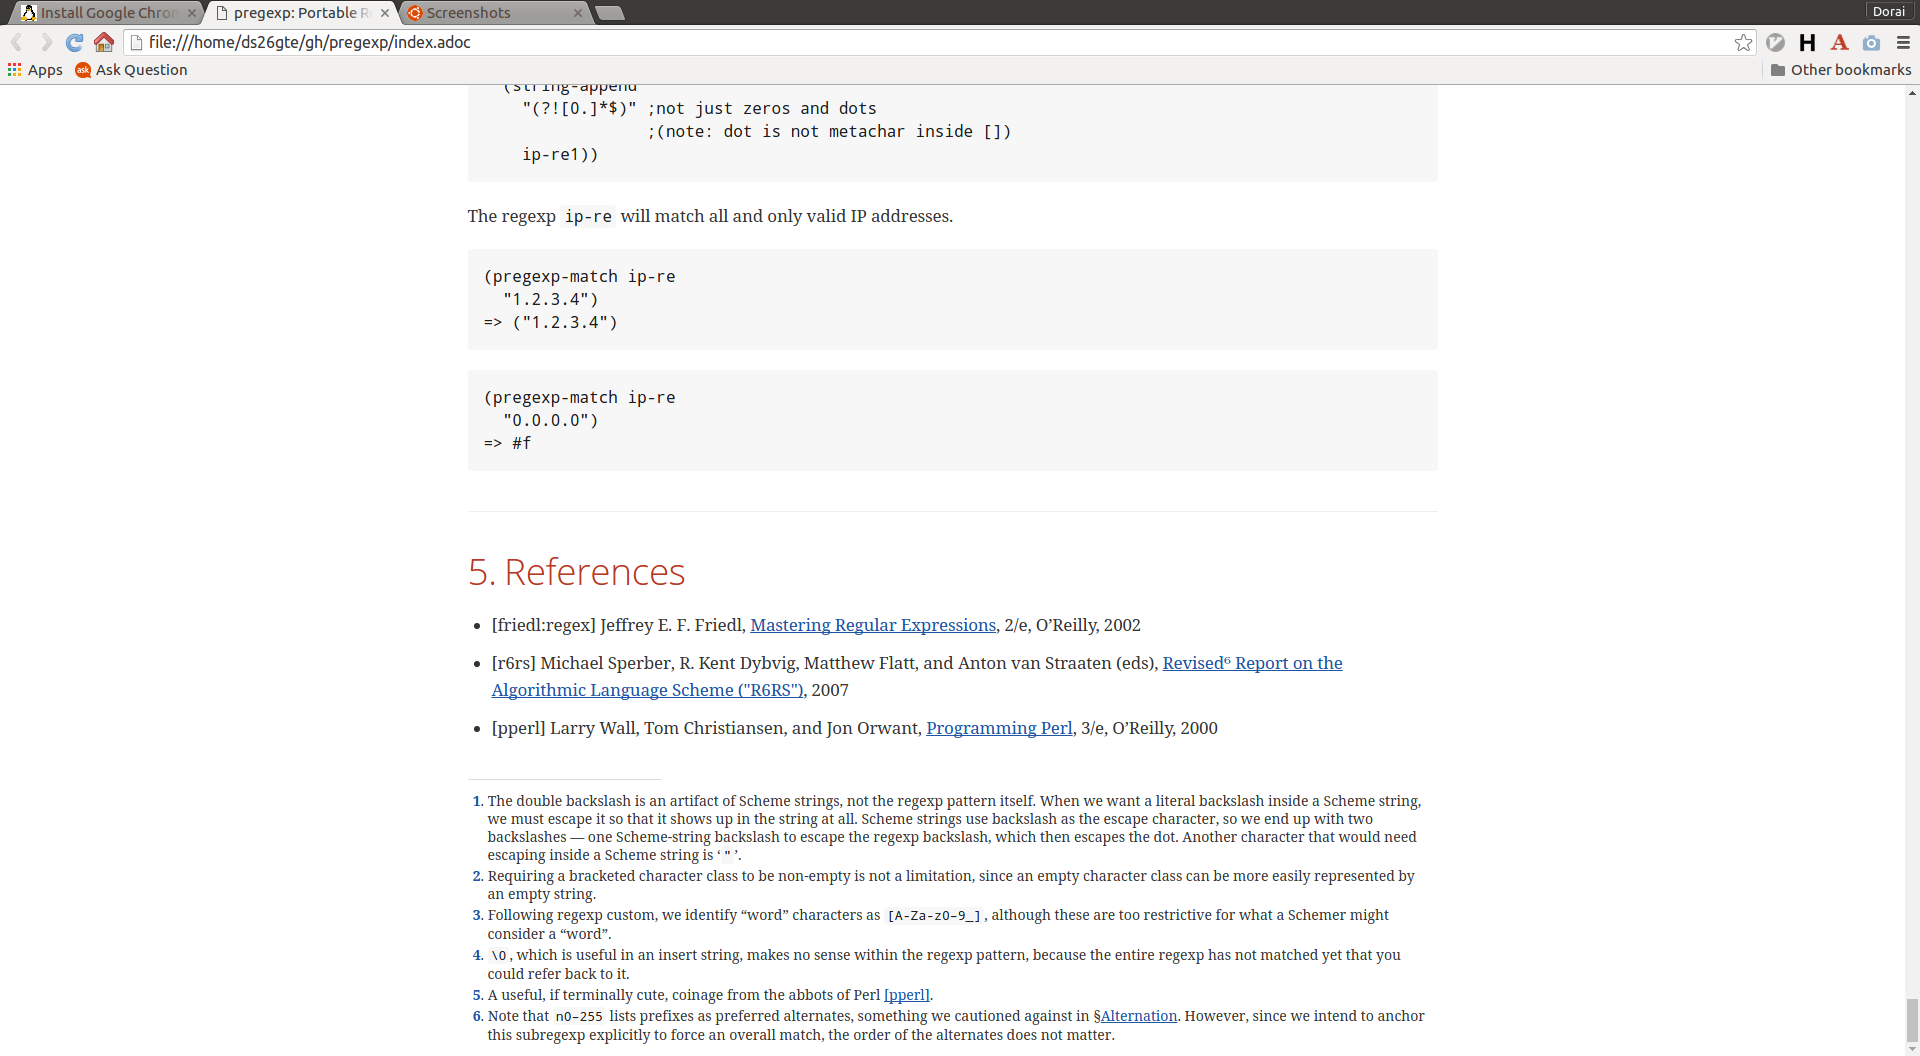 Install Google Chrom
pregexp: Portable R
Screenshots
Dorai
file:///home/ds26gte/gh/pregexp/index.adoc
H A
Apps
ask
Ask Question
Other bookmarks
(string-append
"(?![0.]*$)" ;not just zeros and dots
;(note: dot is not metachar inside [])
ip-re1))
The regexp ip-re will match all and only valid IP addresses.
(pregexp-match ip-re
"1.2.3.4")
=> ("1.2.3.4")
(pregexp-match ip-re
"0.0.0.0")
=> #f
5. References
• [friedl:regex] Jeffrey E. F. Friedl, Mastering Regular Expressions, 2/e, O’Reilly, 2002
• [r6rs] Michael Sperber, R. Kent Dybvig, Matthew Flatt, and Anton van Straaten (eds), Revised⁶ Report on the
Algorithmic Language Scheme ("R6RS"), 2007
• [pperl] Larry Wall, Tom Christiansen, and Jon Orwant, Programming Perl, 3/e, O’Reilly, 2000
1. The double backslash is an artifact of Scheme strings, not the regexp pattern itself. When we want a literal backslash inside a Scheme string,
we must escape it so that it shows up in the string at all. Scheme strings use backslash as the escape character, so we end up with two
backslashes — one Scheme-string backslash to escape the regexp backslash, which then escapes the dot. Another character that would need
escaping inside a Scheme string is ‘"’.
2. Requiring a bracketed character class to be non-empty is not a limitation, since an empty character class can be more easily represented by
an empty string.
3. Following regexp custom, we identify “word” characters as [A-Za-z0-9_], although these are too restrictive for what a Schemer might
consider a “word”.
4. \0, which is useful in an insert string, makes no sense within the regexp pattern, because the entire regexp has not matched yet that you
could refer back to it.
5. A useful, if terminally cute, coinage from the abbots of Perl [pperl].
6. Note that n0-255 lists prefixes as preferred alternates, something we cautioned against in §Alternation. However, since we intend to anchor
this subregexp explicitly to force an overall match, the order of the alternates does not matter.